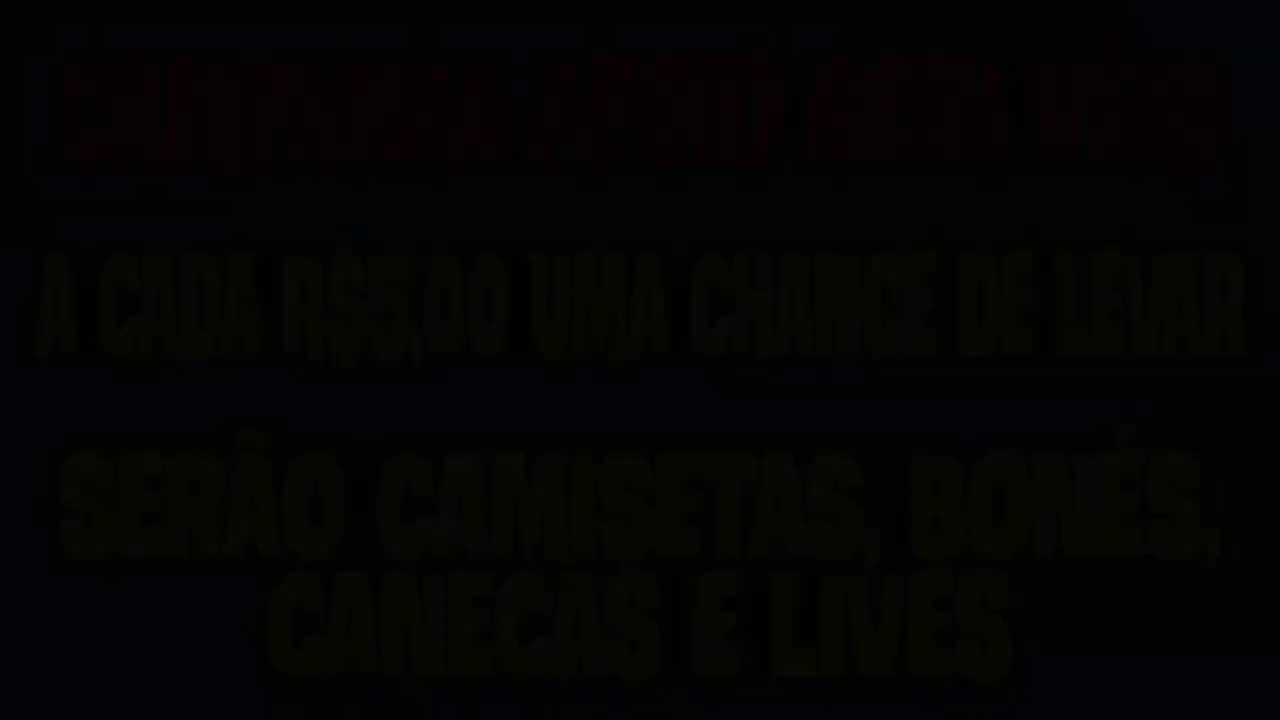 A CADA R$5,00 UMA CHANCE DE LEVAR
SERÃO CAMISETAS, BONÉS,
CANECAS E LIVES